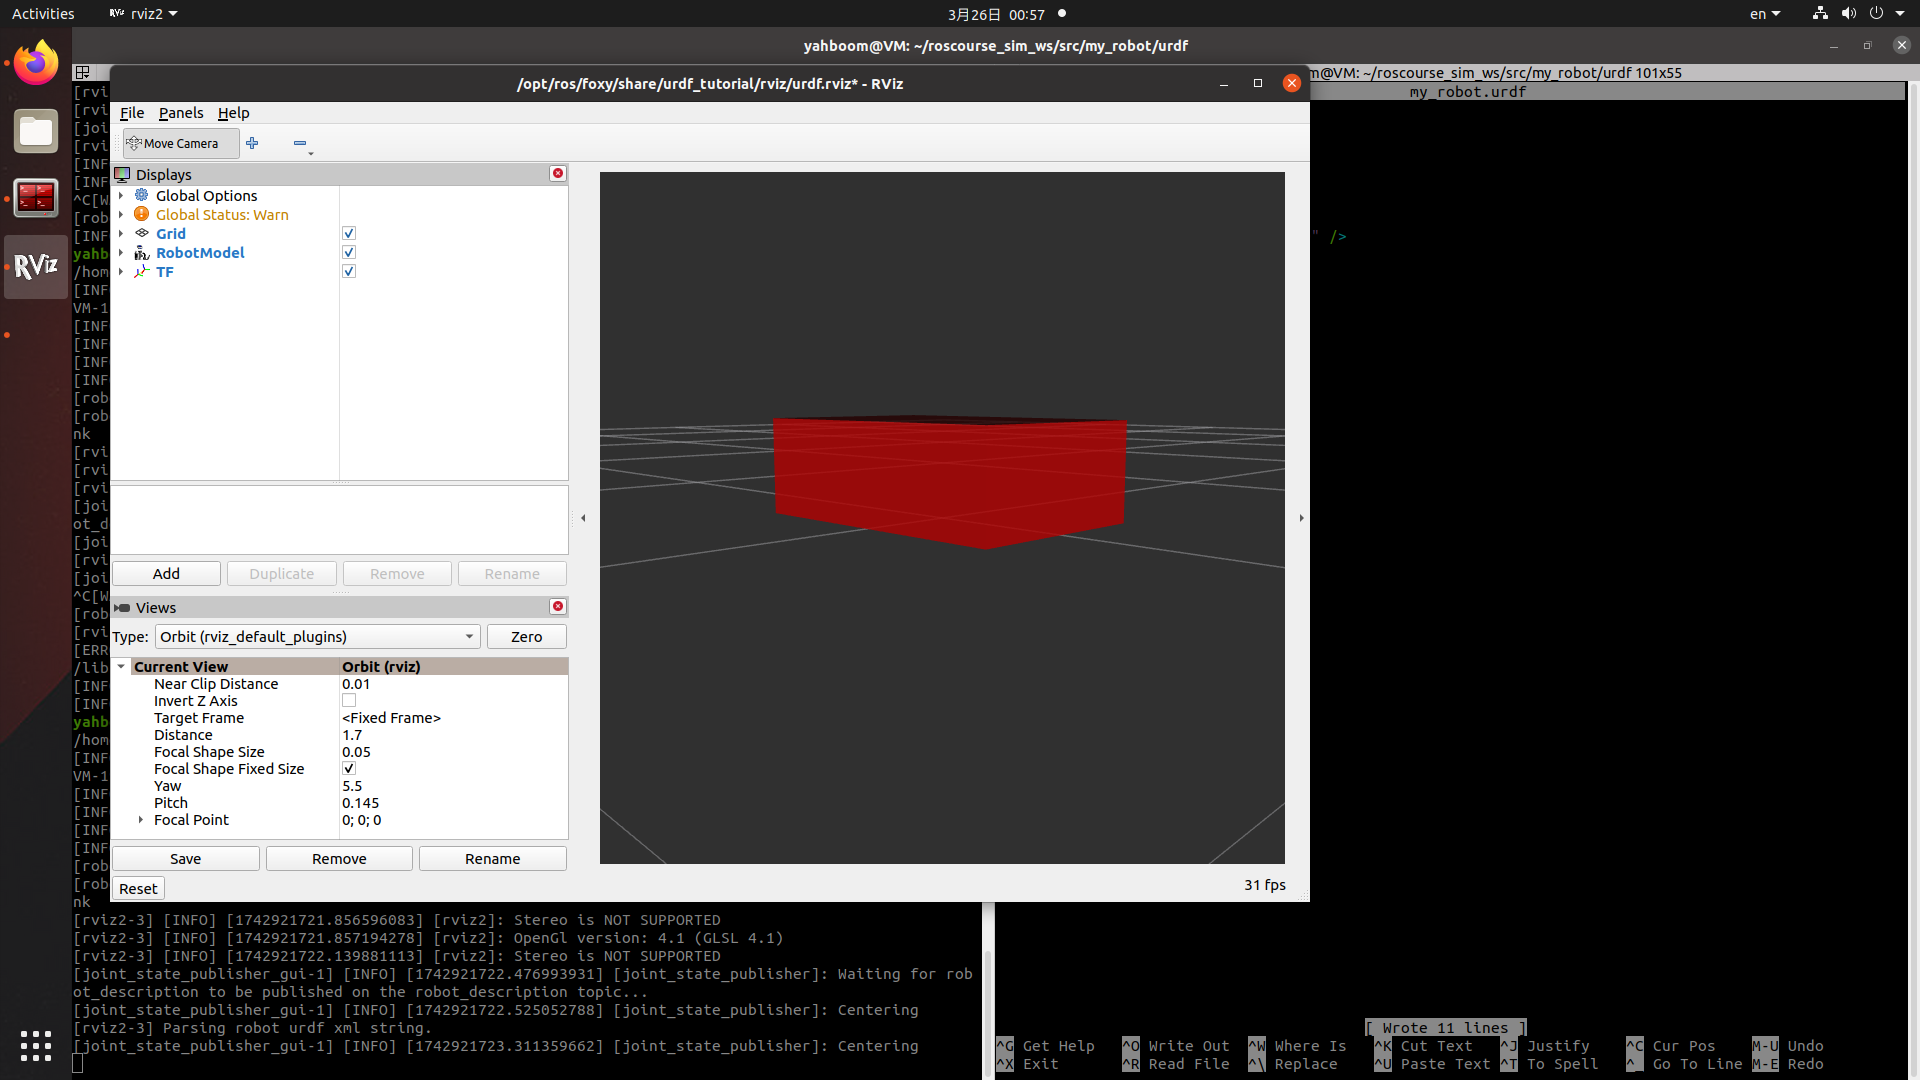 Activities
rviz2
3月26日 00:57
en
yahboom@VM: ~/roscourse_sim_ws/src/my_robot/urdf
m@VM: ~/roscourse_sim_ws/src/my_robot/urdf 101x55
my_robot.urdf
" />
/opt/ros/foxy/share/urdf_tutorial/rviz/urdf.rviz* - RViz
File Panels Help
Move Camera
Displays
Global Options
Global Status: Warn
Grid
RobotModel
TF
Add Duplicate Remove Rename
Views
Type: Orbit (rviz_default_plugins) Zero
Current View Orbit (rviz)
Near Clip Distance 0.01
Invert Z Axis
Target Frame <Fixed Frame>
Distance 1.7
Focal Shape Size 0.05
Focal Shape Fixed Size
Yaw 5.5
Pitch 0.145
Focal Point 0; 0; 0
Save Remove Rename
Reset
31 fps
RViz
[rvi
[rvi
[joi
[rvi
[INF
[INF
^C[W
[rob
[INF
yahb
/hom
[INF
VM-1
[INF
[INF
[INF
[INF
[rob
[rob
nk
[rvi
[rvi
[rvi
[joi
ot_d
[joi
[rvi
[joi
^C[W
[rob
[rvi
[ERR
/lib
[INF
[INF
yahb
/hom
[INF
VM-1
[INF
[INF
[INF
[INF
[rob
[rob
nk
[rviz2-3] [INFO] [1742921721.856596083] [rviz2]: Stereo is NOT SUPPORTED
[rviz2-3] [INFO] [1742921721.857194278] [rviz2]: OpenGl version: 4.1 (GLSL 4.1)
[rviz2-3] [INFO] [1742921722.139881113] [rviz2]: Stereo is NOT SUPPORTED
[joint_state_publisher_gui-1] [INFO] [1742921722.476993931] [joint_state_publisher]: Waiting for rob
ot_description to be published on the robot_description topic...
[joint_state_publisher_gui-1] [INFO] [1742921722.525052788] [joint_state_publisher]: Centering
[rviz2-3] Parsing robot urdf xml string.
[joint_state_publisher_gui-1] [INFO] [1742921723.311359662] [joint_state_publisher]: Centering
[ Wrote 11 lines ]
^G Get Help ^O Write Out ^W Where Is ^K Cut Text ^J Justify ^C Cur Pos M-U Undo
^X Exit ^R Read File ^\ Replace ^U Paste Text ^T To Spell ^_ Go To Line M-E Redo